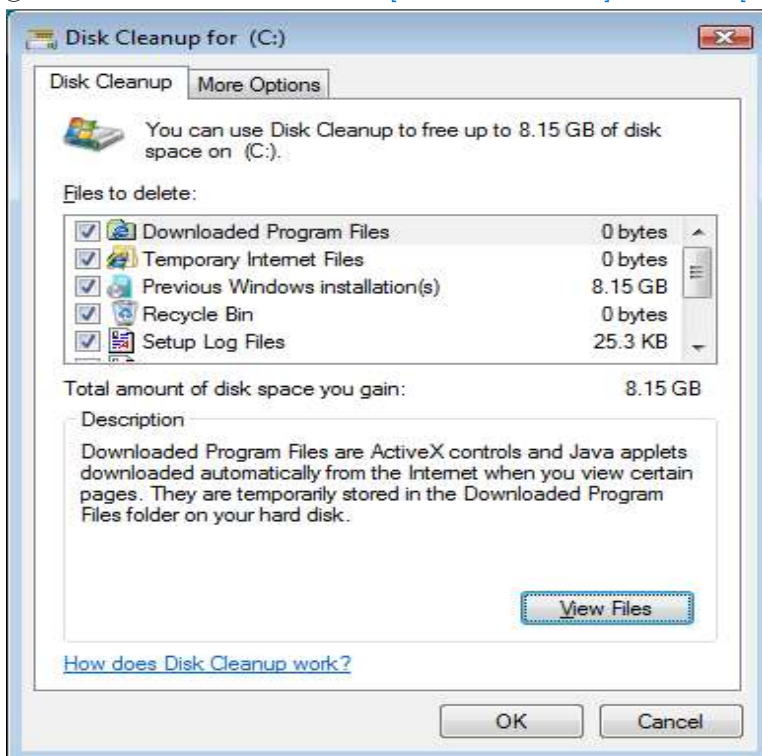 Disk Cleanup for (C:)
Disk Cleanup
More Options
You can use Disk Cleanup to free up to 8.15 GB of disk
space on (C:).
Files to delete:
Downloaded Program Files 0 bytes
Temporary Internet Files 0 bytes
Previous Windows installation(s) 8.15 GB
Recycle Bin 0 bytes
Setup Log Files 25.3 KB
Total amount of disk space you gain: 8.15 GB
Description
Downloaded Program Files are ActiveX controls and Java applets
downloaded automatically from the Internet when you view certain
pages. They are temporarily stored in the Downloaded Program
Files folder on your hard disk.
View Files
How does Disk Cleanup work?
OK
Cancel